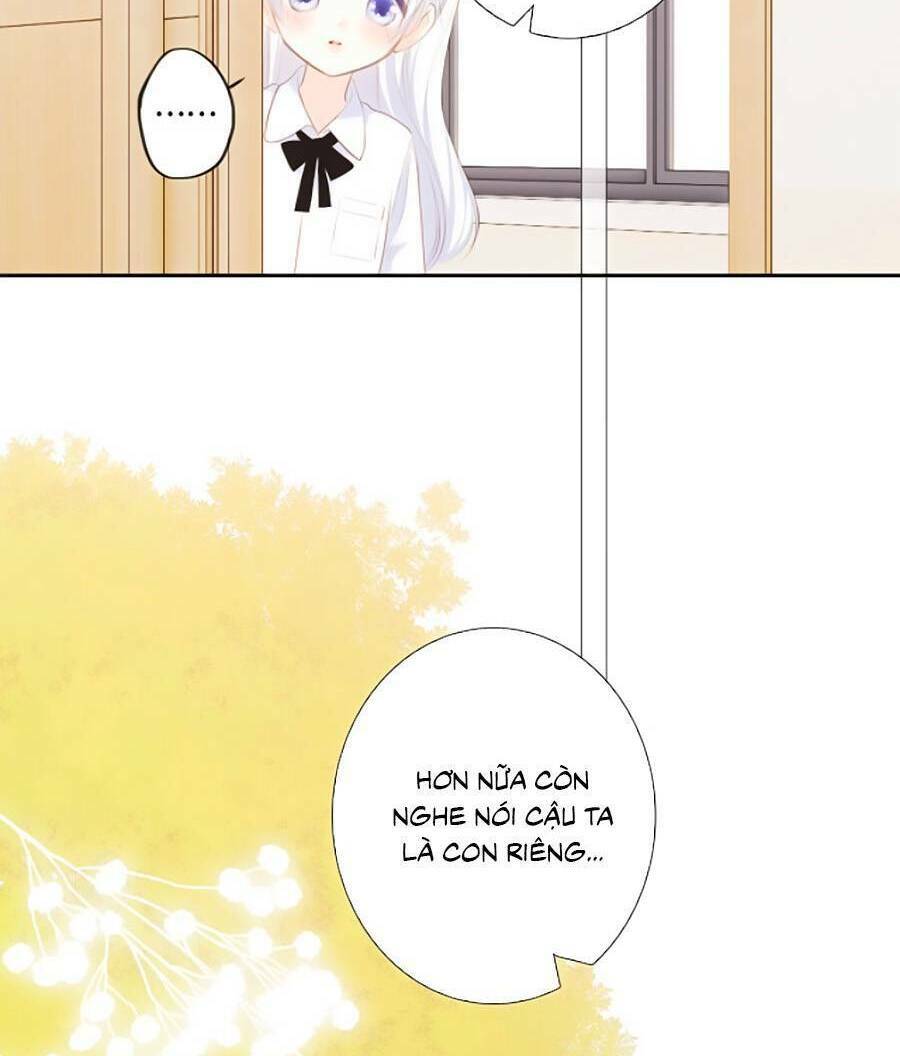 ......
HƠN NỮA CÒN
NGHE NÓI CẬU TA
LÀ CON RIÊNG...